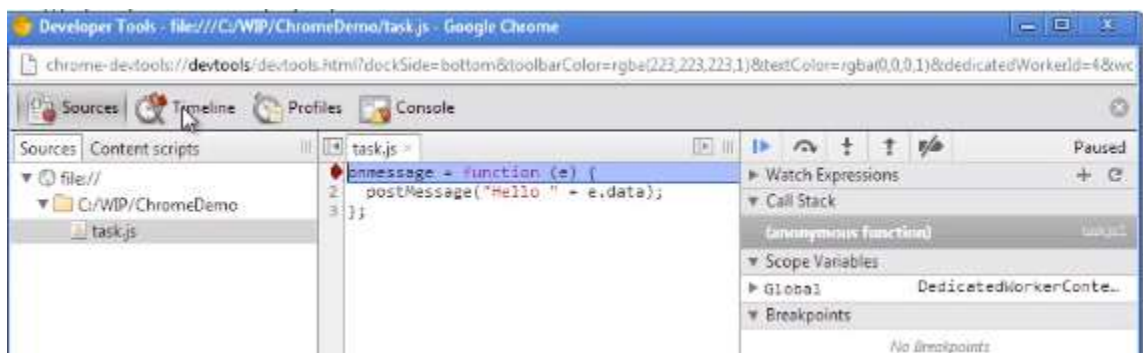 Developer Tools - file:///C:/WIP/ChromeDemo/task.js - Google Chrome
chrome-devtools://devtools/devtools.html?dockSide=bottom&toolbarColor=rgba(223,223,223,1)&textColor=rgba(0,0,0,1)&dedicatedWorkerId=4&wc
Sources Timeline Profiles Console
Sources Content scripts
file://
C:/WIP/ChromeDemo
task.js
task.js ×
onmessage = function (e) {
2 postMessage("Hello " + e.data);
3 };
Paused
Watch Expressions
Call Stack
(anonymous function)
Scope Variables
Global DedicatedWorkerConte...
Breakpoints
No Breakpoints